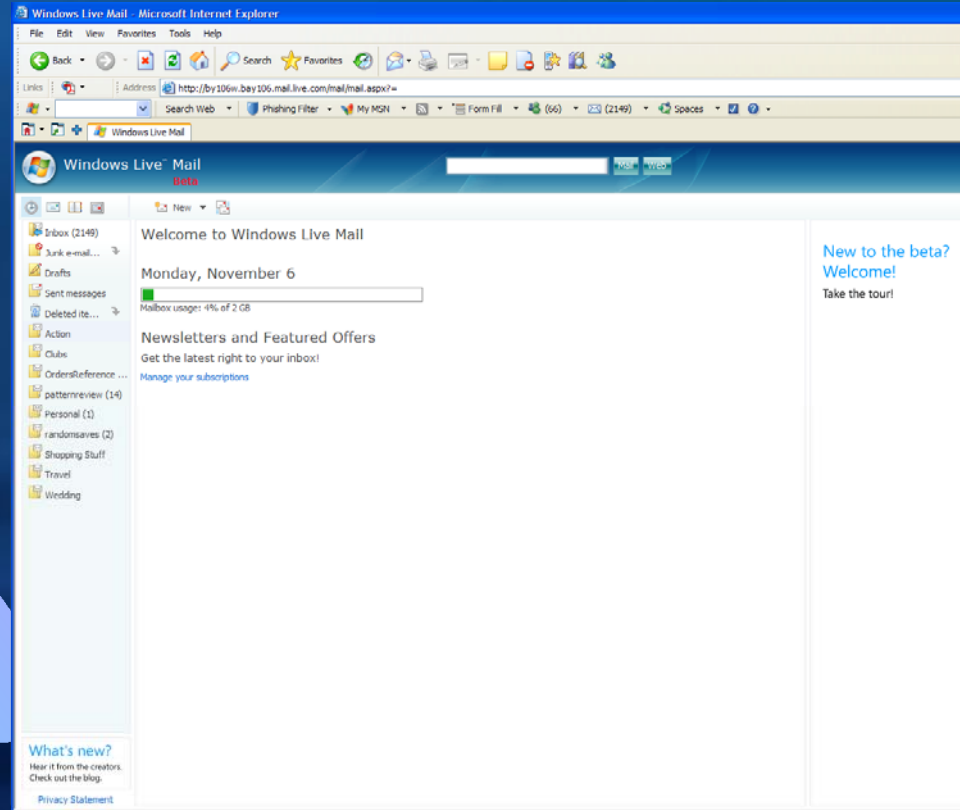 Windows Live Mail - Microsoft Internet Explorer
File Edit View Favorites Tools Help
Back Search Favorites
Links Address http://by106w.bay106.mail.live.com/mail/mail.aspx?=
Search Web Phishing Filter My MSN Form Fill (66) (2149) Spaces
Windows Live Mail
Windows Live™ Mail Mail Web
Beta
New
Inbox (2149)
Junk e-mail...
Drafts
Sent messages
Deleted ite...
Action
Clubs
OrdersReference ...
patternreview (14)
Personal (1)
randomsaves (2)
Shopping Stuff
Travel
Wedding
Welcome to Windows Live Mail
Monday, November 6
Mailbox usage: 4% of 2 GB
Newsletters and Featured Offers
Get the latest right to your inbox!
Manage your subscriptions
New to the beta?
Welcome!
Take the tour!
What's new?
Hear it from the creators.
Check out the blog.
Privacy Statement